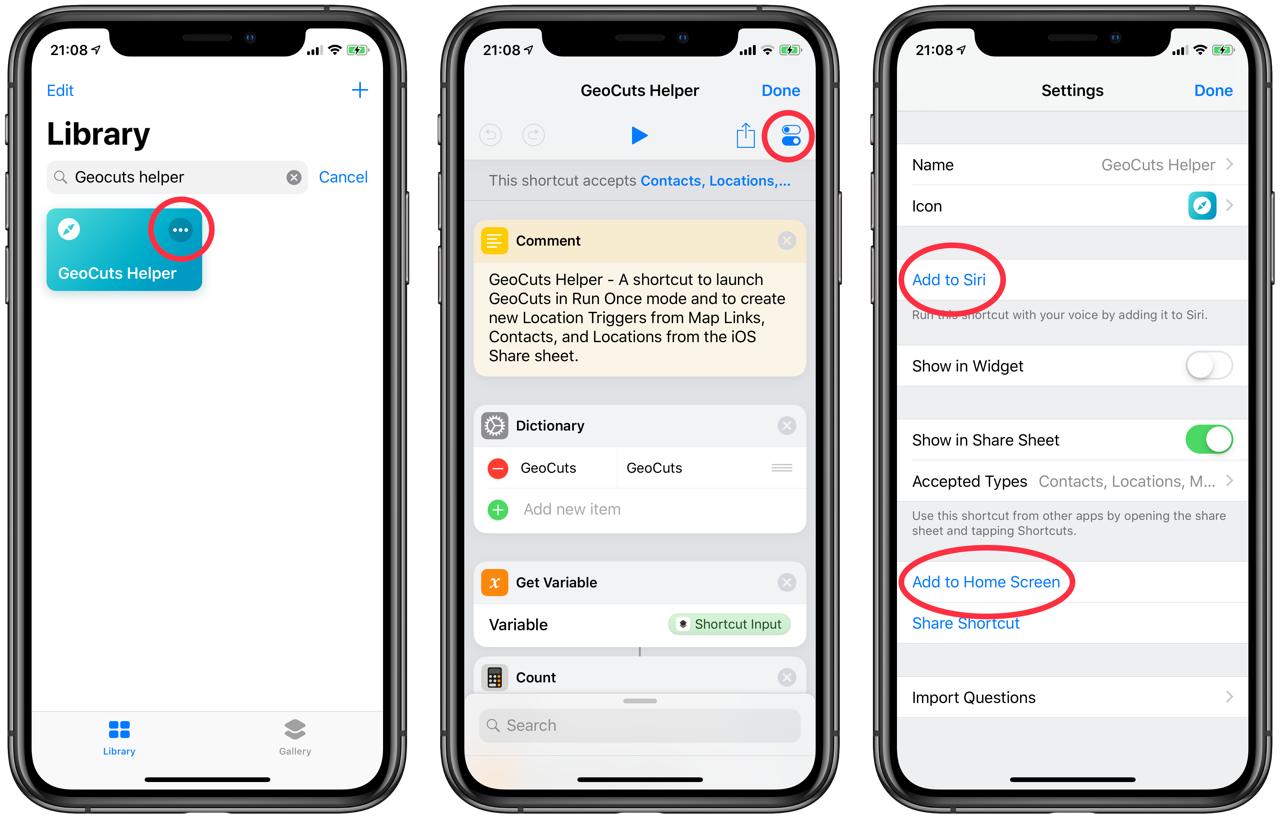 21:08
Edit
Library
Geocuts helper
Cancel
GeoCuts Helper
Library
Gallery
21:08
GeoCuts Helper
Done
This shortcut accepts Contacts, Locations,...
Comment
GeoCuts Helper - A shortcut to launch
GeoCuts in Run Once mode and to create
new Location Triggers from Map Links,
Contacts, and Locations from the iOS
Share sheet.
Dictionary
GeoCuts GeoCuts
Add new item
x Get Variable
Variable Shortcut Input
Count
Search
21:08
Settings
Done
Name GeoCuts Helper
Icon
Add to Siri
Run this shortcut with your voice by adding it to Siri.
Show in Widget
Show in Share Sheet
Accepted Types Contacts, Locations, M...
Use this shortcut from other apps by opening the share
sheet and tapping Shortcuts.
Add to Home Screen
Share Shortcut
Import Questions